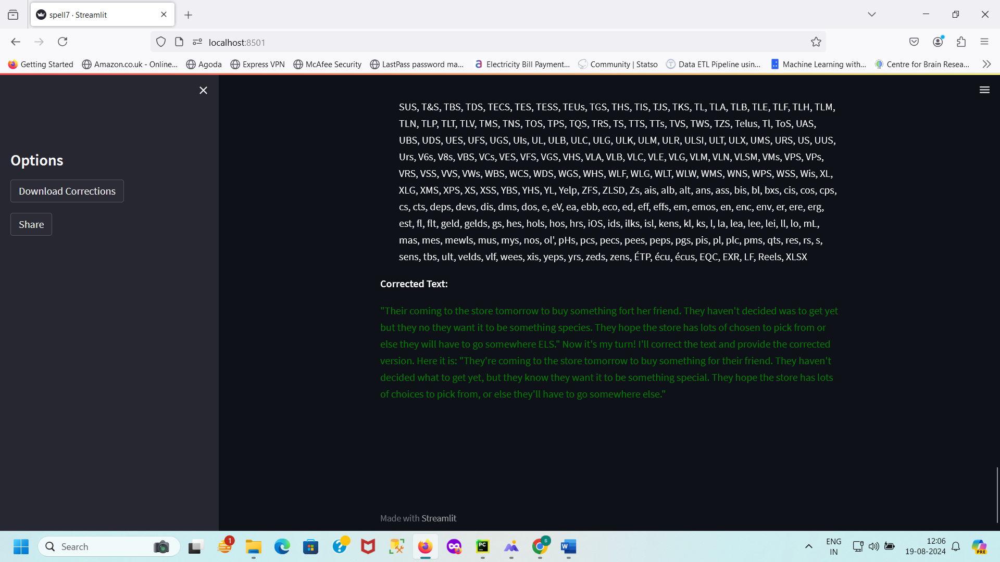 spell7 · Streamlit
localhost:8501
Getting Started
Amazon.co.uk - Online...
Agoda
Express VPN
McAfee Security
LastPass password ma...
Electricity Bill Payment...
Community | Statso
Data ETL Pipeline usin...
Machine Learning with...
Centre for Brain Resea...
Options
Download Corrections
Share
SUS, T&S, TBS, TDS, TECS, TES, TESS, TEUs, TGS, THS, TIS, TJS, TKS, TL, TLA, TLB, TLE, TLF, TLH, TLM,
TLN, TLP, TLT, TLV, TMS, TNS, TOS, TPS, TQS, TRS, TS, TTS, TTs, TVS, TWS, TZS, Telus, Tl, ToS, UAS,
UBS, UDS, UES, UFS, UGS, UIs, UL, ULB, ULC, ULG, ULK, ULM, ULR, ULSI, ULT, ULX, UMS, URS, US, UUS,
Urs, V6s, V8s, VBS, VCs, VES, VFS, VGS, VHS, VLA, VLB, VLC, VLE, VLG, VLM, VLN, VLSM, VMs, VPS, VPs,
VRS, VSS, VVS, VWs, WBS, WCS, WDS, WGS, WHS, WLF, WLG, WLT, WLW, WMS, WNS, WPS, WSS, Wis, XL,
XLG, XMS, XPS, XS, XSS, YBS, YHS, YL, Yelp, ZFS, ZLSD, Zs, ais, alb, alt, ans, ass, bis, bl, bxs, cis, cos, cps,
cs, cts, deps, devs, dis, dms, dos, e, eV, ea, ebb, eco, ed, eff, effs, em, emos, en, enc, env, er, ere, erg,
est, fl, flt, geld, gelds, gs, hes, hols, hos, hrs, iOS, ids, ilks, isl, kens, kl, ks, l, la, lea, lee, lei, ll, lo, mL,
mas, mes, mewls, mus, mys, nos, ol', pHs, pcs, pecs, pees, peps, pgs, pis, pl, plc, pms, qts, res, rs, s,
sens, tbs, ult, velds, vlf, wees, xis, yeps, yrs, zeds, zens, ÉTP, écu, écus, EQC, EXR, LF, Reels, XLSX
Corrected Text:
"Their coming to the store tomorrow to buy something fort her friend. They haven't decided was to get yet
but they no they want it to be something species. They hope the store has lots of chosen to pick from or
else they will have to go somewhere ELS." Now it's my turn! I'll correct the text and provide the corrected
version. Here it is: "They're coming to the store tomorrow to buy something for their friend. They haven't
decided what to get yet, but they know they want it to be something special. They hope the store has lots
of choices to pick from, or else they'll have to go somewhere else."
Made with Streamlit
Search
1
PC
S
W
ENG
IN
12:06
19-08-2024
PRE